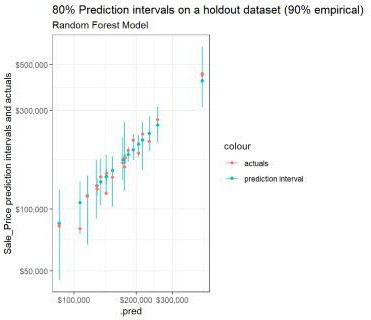 80% Prediction intervals on a holdout dataset (90% empirical)
Random Forest Model
Sale_Price prediction intervals and actuals
$500,000
$300,000
$100,000
$50,000
$100,000
$200,000
$300,000
.pred
colour
actuals
prediction interval